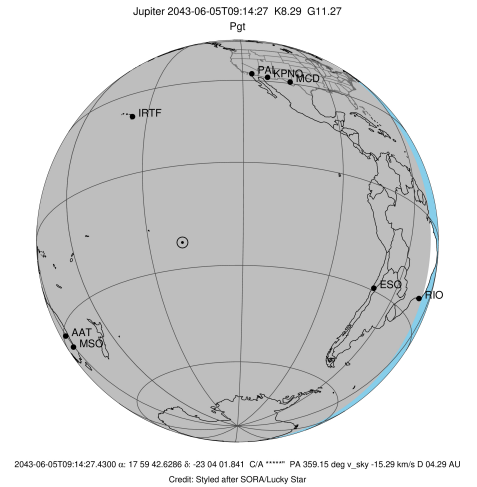 Jupiter 2043-06-05T09:14:27 K8.29 G11.27
Pgt
PAL KPNO
MCD
IRTF
ESO
RIO
AAT
MSO
2043-06-05T09:14:27.4300 α: 17 59 42.6286 δ: -23 04 01.841 C/A *****" PA 359.15 deg v_sky -15.29 km/s D 04.29 AU
Credit: Styled after SORA/Lucky Star